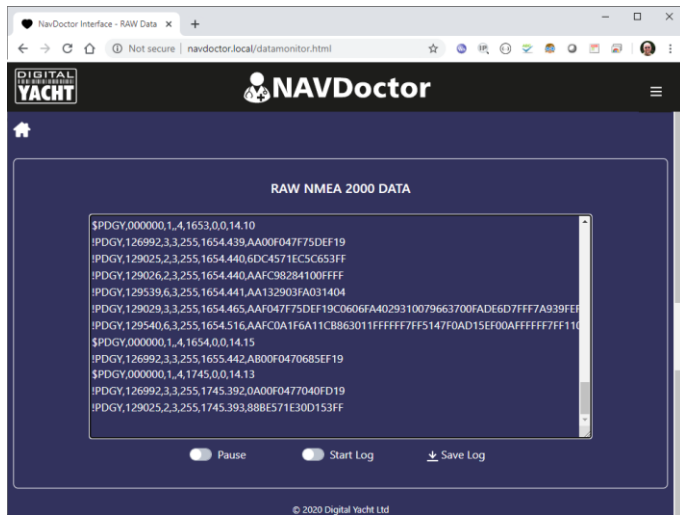 NavDoctor Interface - RAW Data
Not secure | navdoctor.local/datamonitor.html
DIGITAL
YACHT
NAVDoctor
RAW NMEA 2000 DATA
$PDGY,000000,1,,4,1653,0,0,14.10
!PDGY,126992,3,3,255,1654.439,AA00F047F75DEF19
!PDGY,129025,2,3,255,1654.440,6DC4571EC5C653FF
!PDGY,129026,2,3,255,1654.440,AAFC98284100FFFF
!PDGY,129539,6,3,255,1654.441,AA132903FA031404
!PDGY,129029,3,3,255,1654.465,AAF047F75DEF19C0606FA4029310079663700FADE6D7FFF7A939FEF
!PDGY,129540,6,3,255,1654.516,AAFC0A1F6A11CB863011FFFFFF7FF5147F0AD15EF00AFFFFFF7FF110
$PDGY,000000,1,,4,1654,0,0,14.15
!PDGY,126992,3,3,255,1655.442,AB00F0470685EF19
$PDGY,000000,1,,4,1745,0,0,14.13
!PDGY,126992,3,3,255,1745.392,0A00F0477040FD19
!PDGY,129025,2,3,255,1745.393,88BE571E30D153FF
Pause
Start Log
Save Log
© 2020 Digital Yacht Ltd